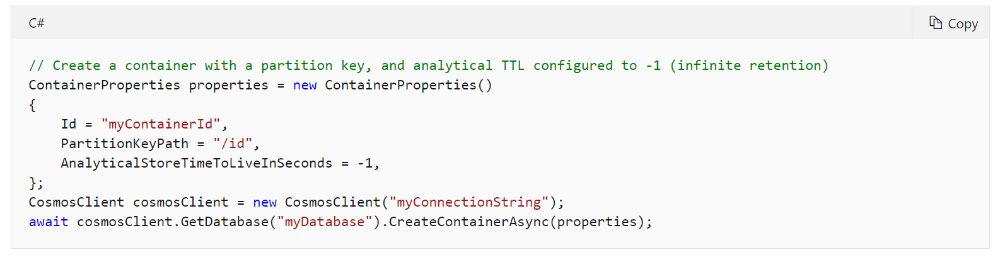 C#
Copy
// Create a container with a partition key, and analytical TTL configured to -1 (infinite retention)
ContainerProperties properties = new ContainerProperties()
{
    Id = "myContainerId",
    PartitionKeyPath = "/id",
    AnalyticalStoreTimeToLiveInSeconds = -1,
};
CosmosClient cosmosClient = new CosmosClient("myConnectionString");
await cosmosClient.GetDatabase("myDatabase").CreateContainerAsync(properties);